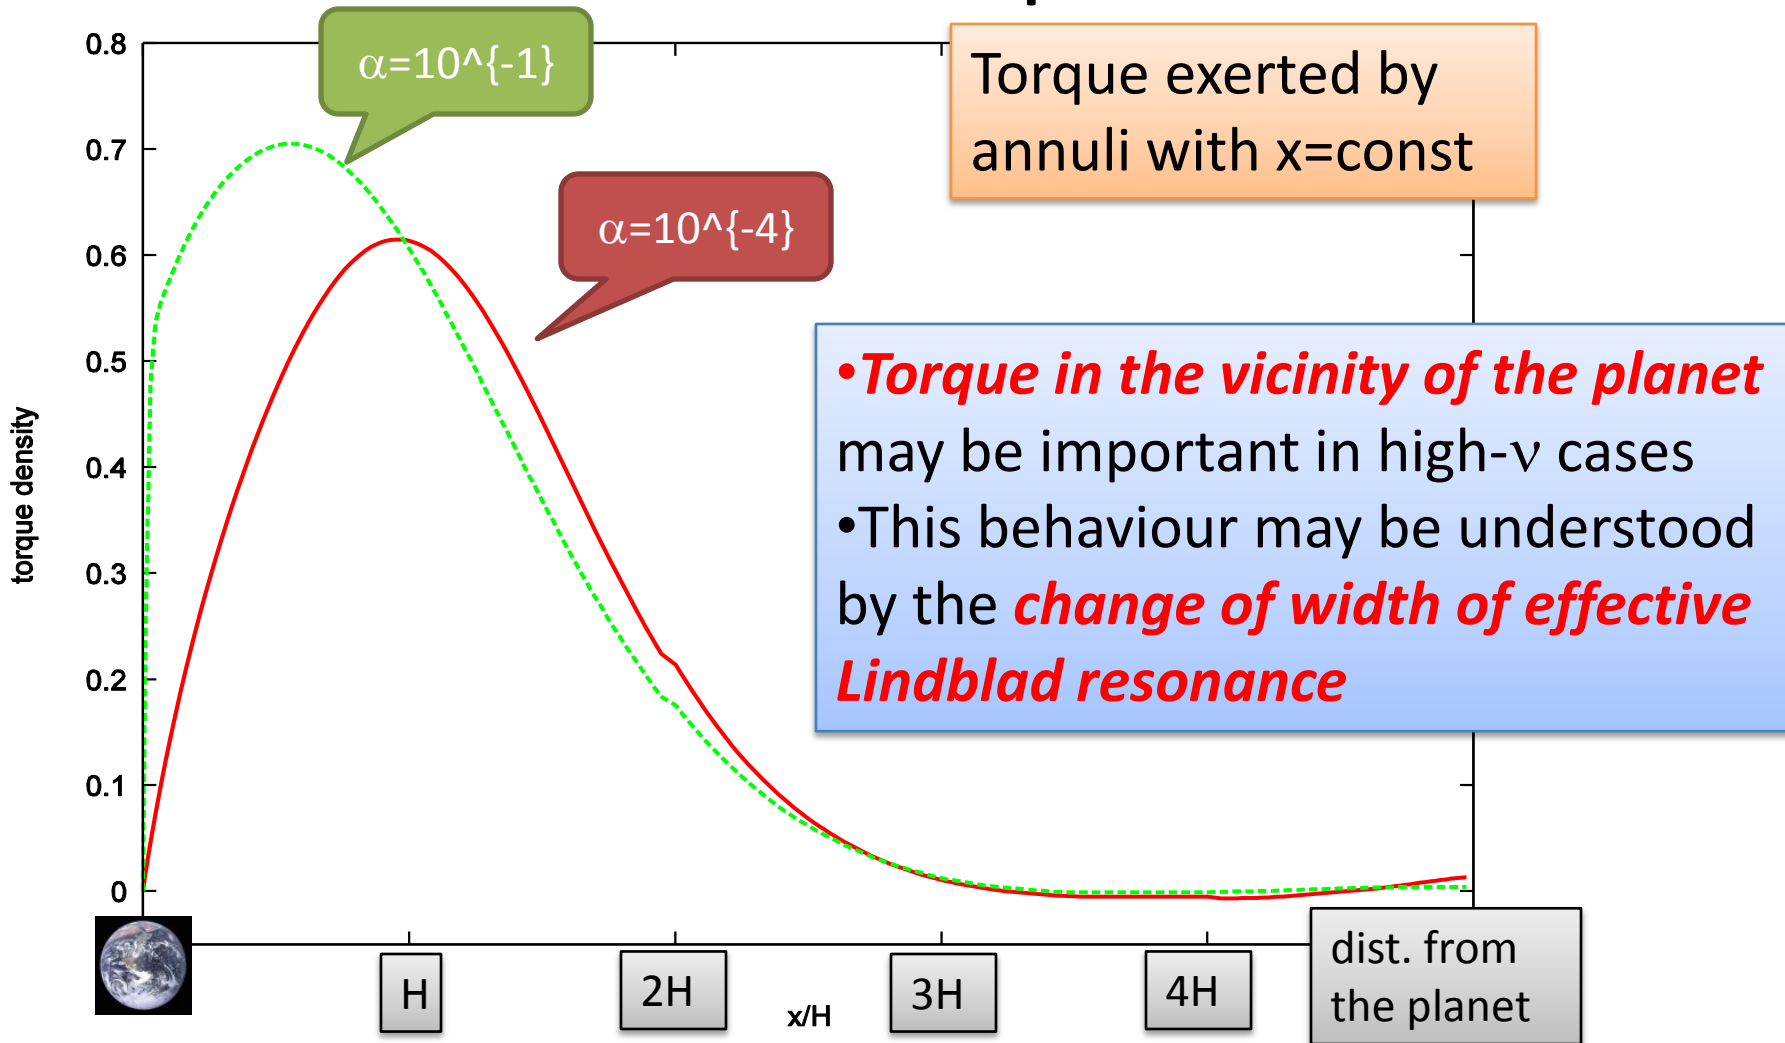 α=10^{-1}
Torque exerted by
annuli with x=const
α=10^{-4}
•Torque in the vicinity of the planet
may be important in high-ν cases
•This behaviour may be understood
by the change of width of effective
Lindblad resonance
torque density
0.8
0.7
0.6
0.5
0.4
0.3
0.2
0.1
0
H
2H
3H
4H
x/H
dist. from
the planet